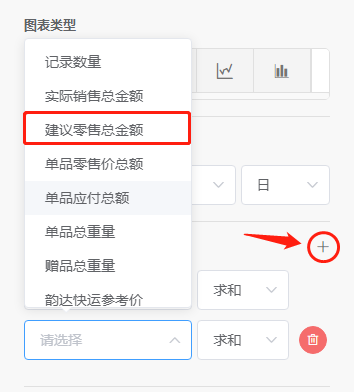 图表类型
记录数量
实际销售总金额
建议零售总金额
单品零售价总额
日
单品应付总额
单品总重量
赠品总重量
韵达快运参考价
求和
请选择
求和